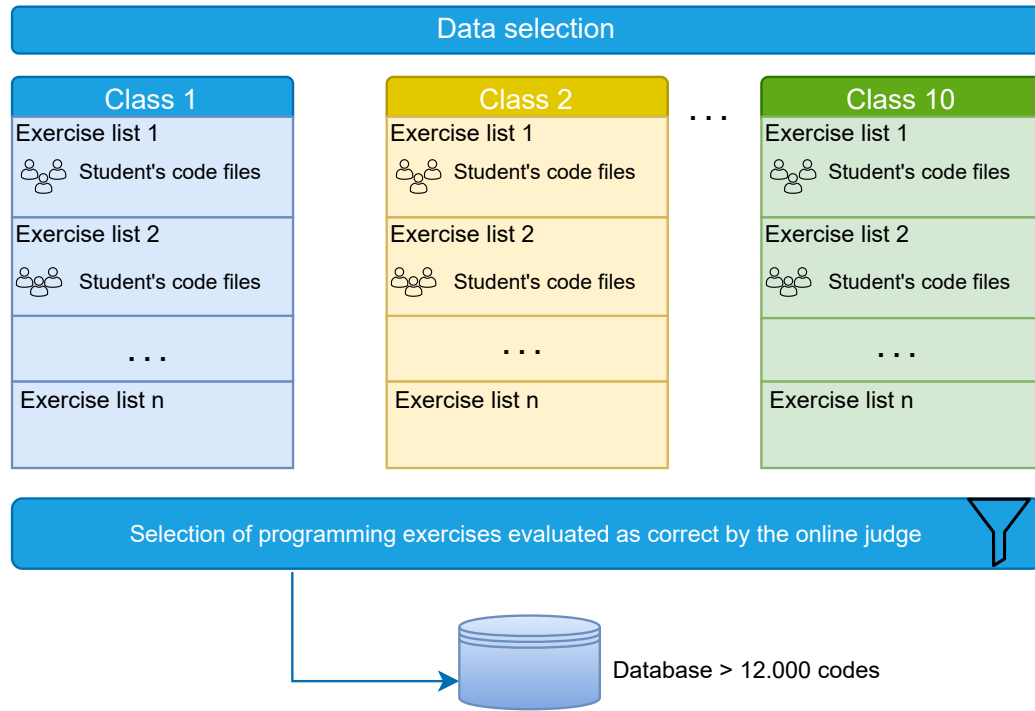 Data selection
Class 1
Exercise list 1
Student's code files
Exercise list 2
Student's code files
...
Exercise list n
Class 2
Exercise list 1
Student's code files
Exercise list 2
Student's code files
...
Exercise list n
...
Class 10
Exercise list 1
Student's code files
Exercise list 2
Student's code files
...
Exercise list n
Selection of programming exercises evaluated as correct by the online judge
Database > 12.000 codes